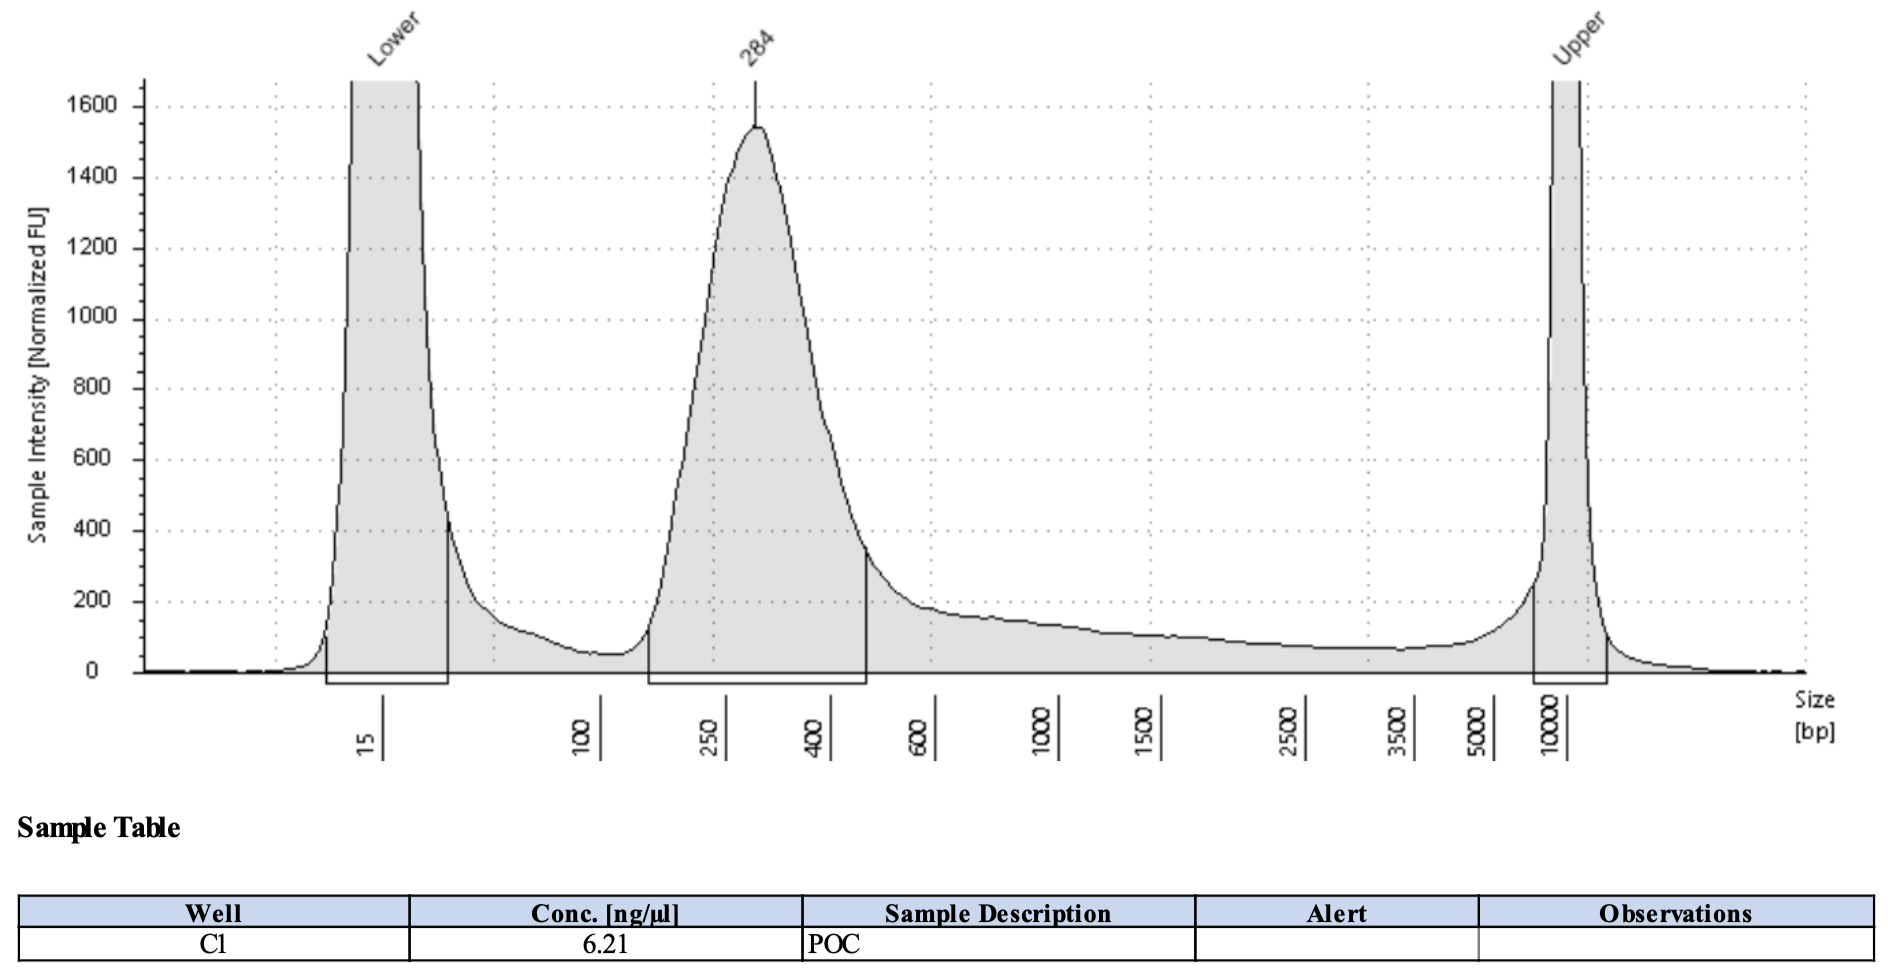 Lower
284
Upper
Sample Intensity [Normalized FU]
1600
1400
1200
1000
800
600
400
200
0
15
100
250
400
600
1000
1500
2500
3500
5000
10000
Size
[bp]
Sample Table
Well Conc. [ng/µl] Sample Description Alert Observations
C1 6.21 POC